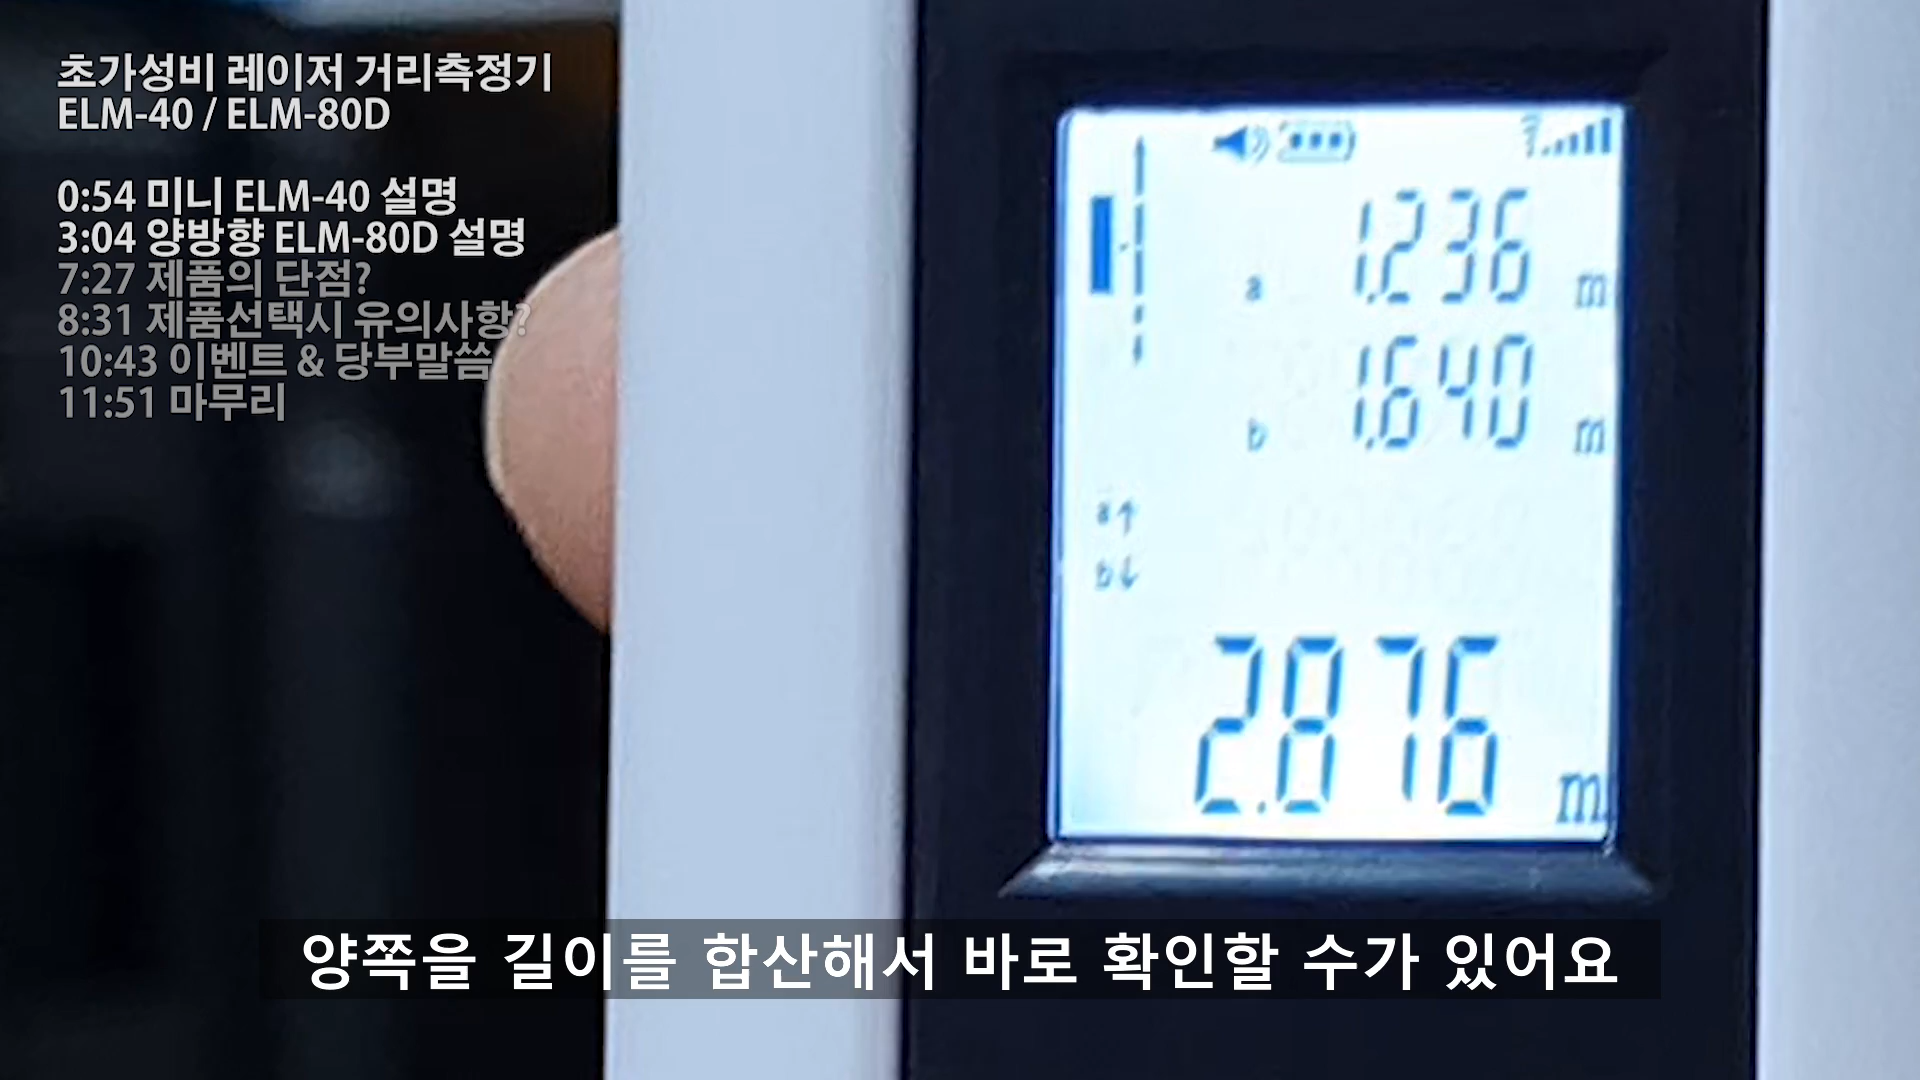 초가성비 레이저 거리측정기
ELM-40 / ELM-80D
0:54 미니 ELM-40 설명
3:04 양방향 ELM-80D 설명
7:27 제품의 단점?
8:31 제품선택시 유의사항?
10:43 이벤트 & 당부말씀
11:51 마무리
a 1.236 m
b 1.640 m
a↑
b↓
2.876 m
양쪽을 길이를 합산해서 바로 확인할 수가 있어요